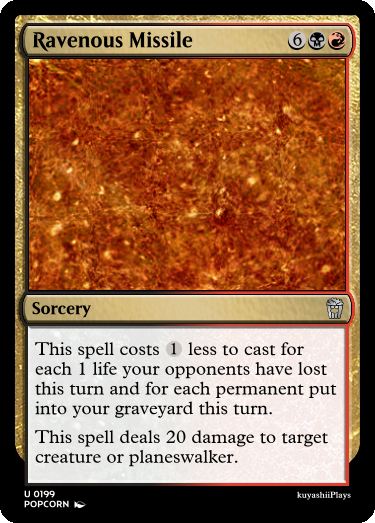 Ravenous Missile 6
Sorcery
This spell costs 1 less to cast for
each 1 life your opponents have lost
this turn and for each permanent put
into your graveyard this turn.
This spell deals 20 damage to target
creature or planeswalker.
U 0199
POPCORN
kuyashiiPlays